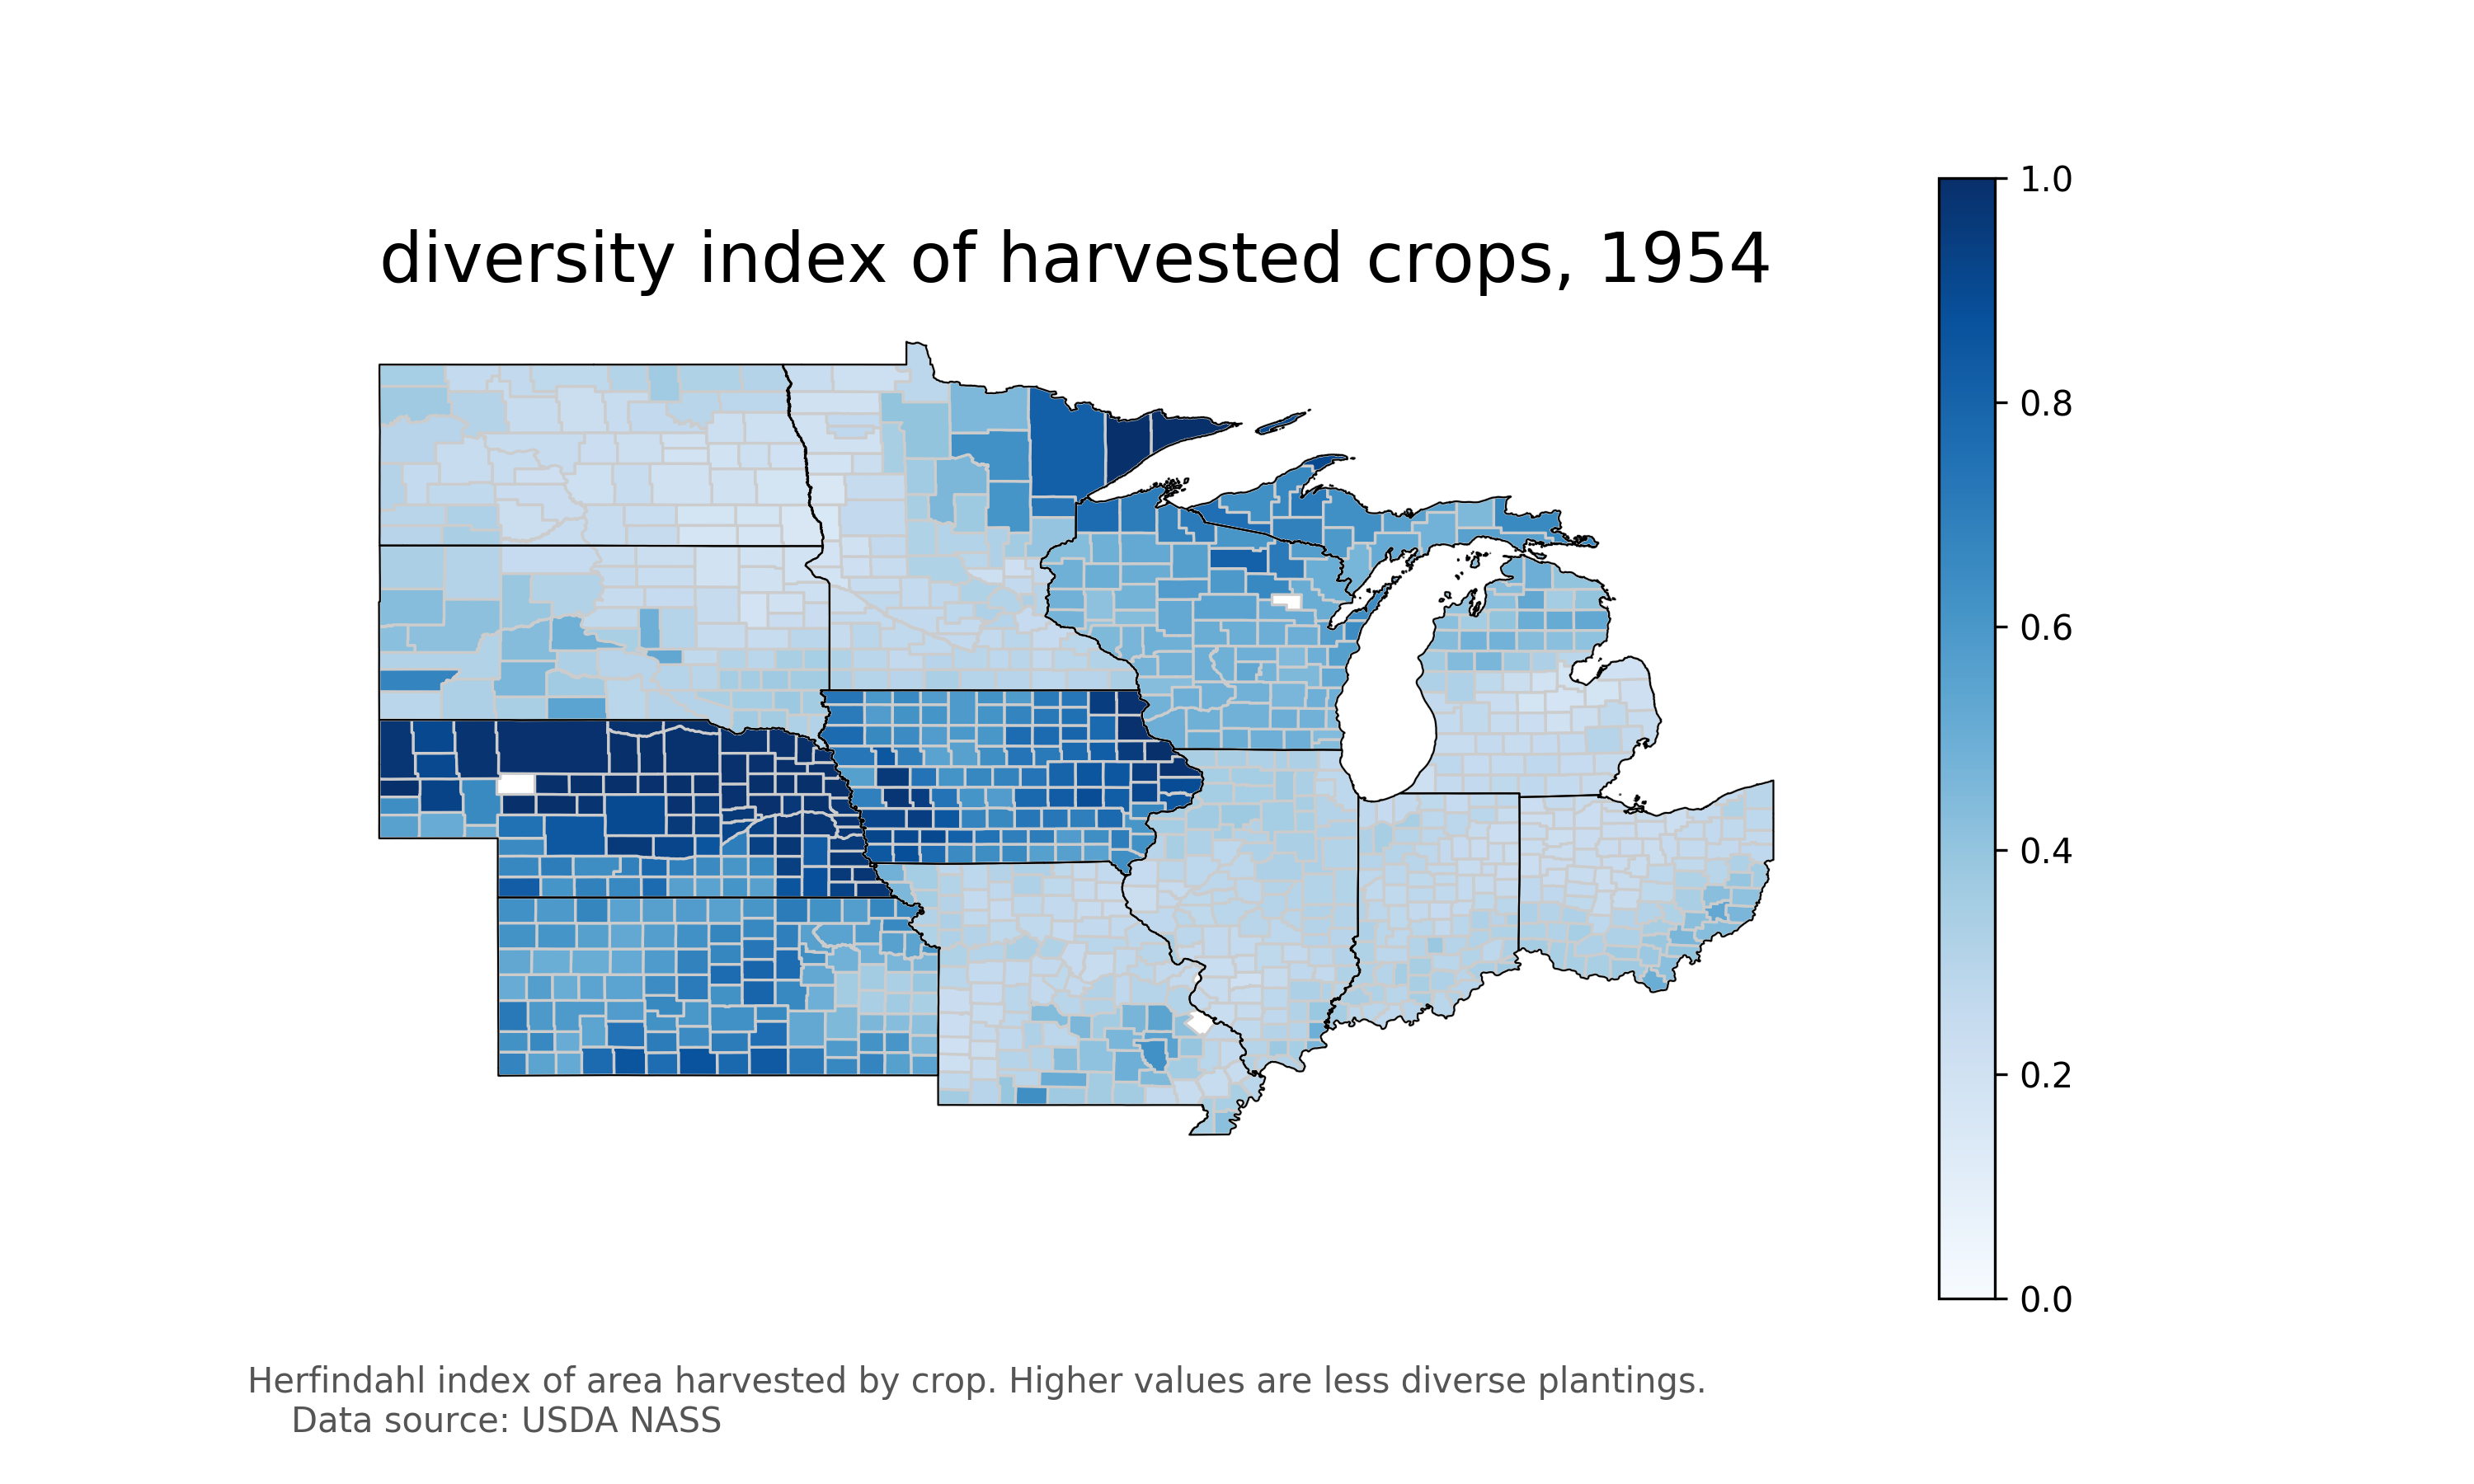 diversity index of harvested crops, 1954
1.0
0.8
0.6
0.4
0.2
0.0
Herfindahl index of area harvested by crop. Higher values are less diverse plantings.
Data source: USDA NASS